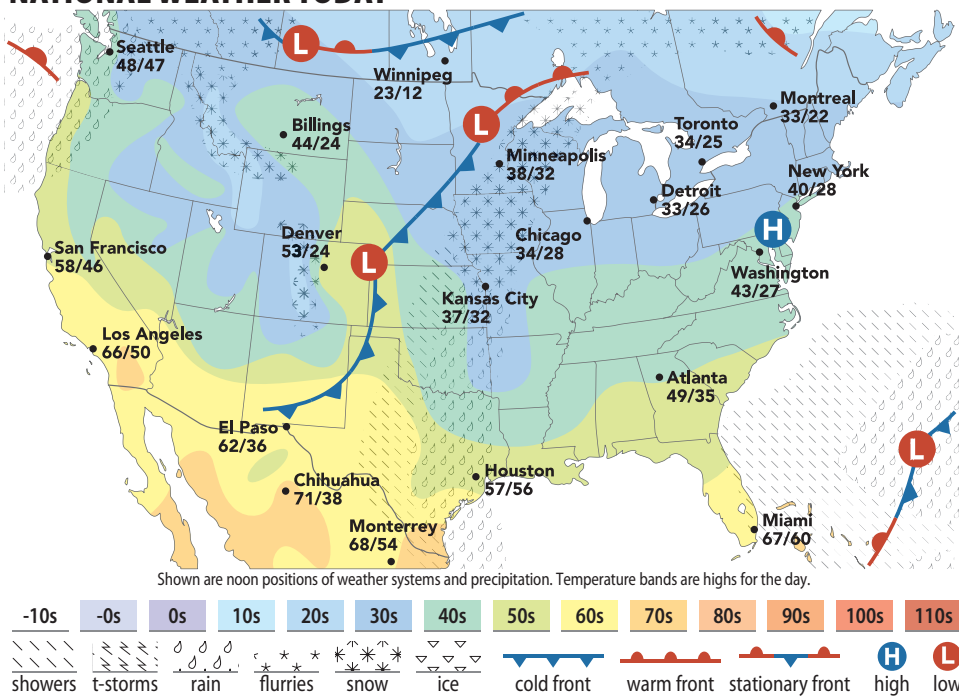 NATIONAL WEATHER TODAY
L
Seattle
48/47
Winnipeg
23/12
Billings
44/24
L
Minneapolis
38/32
Montreal
33/22
Toronto
34/25
New York
40/28
Detroit
33/26
H
Washington
43/27
Denver
53/24
L
Chicago
34/28
San Francisco
58/46
Kansas City
37/32
Los Angeles
66/50
Atlanta
49/35
El Paso
62/36
L
Houston
57/56
Chihuahua
71/38
Monterrey
68/54
Miami
67/60
Shown are noon positions of weather systems and precipitation. Temperature bands are highs for the day.
-10s -0s 0s 10s 20s 30s 40s 50s 60s 70s 80s 90s 100s 110s
H L
showers t-storms rain flurries snow ice cold front warm front stationary front high low